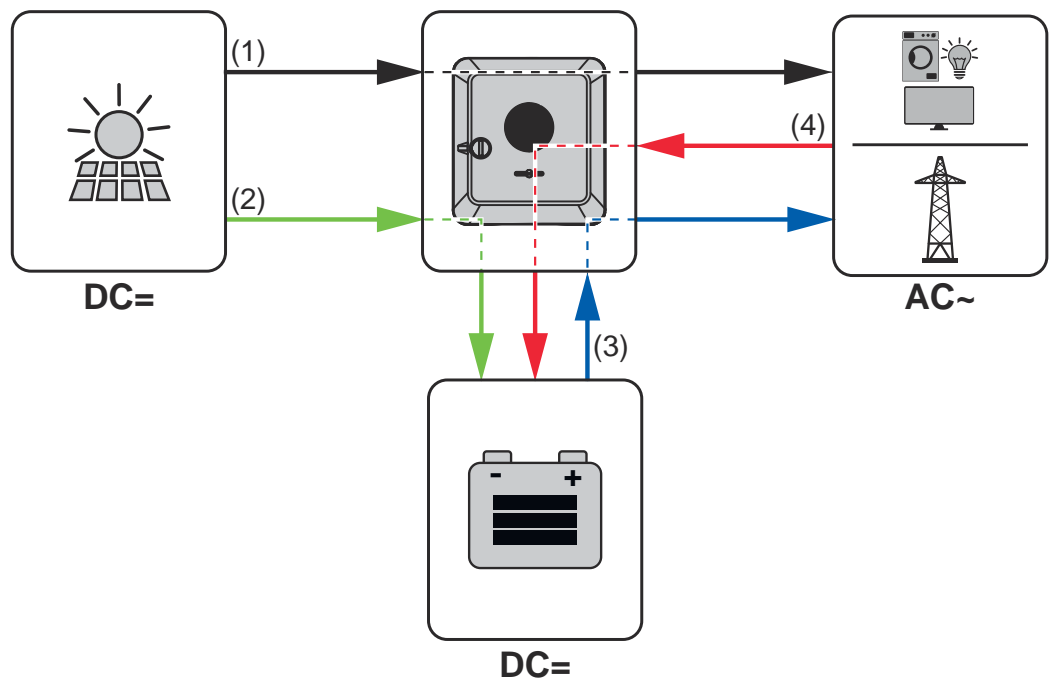 (1)
(4)
(2)
DC=
AC~
(3)
- +
DC=